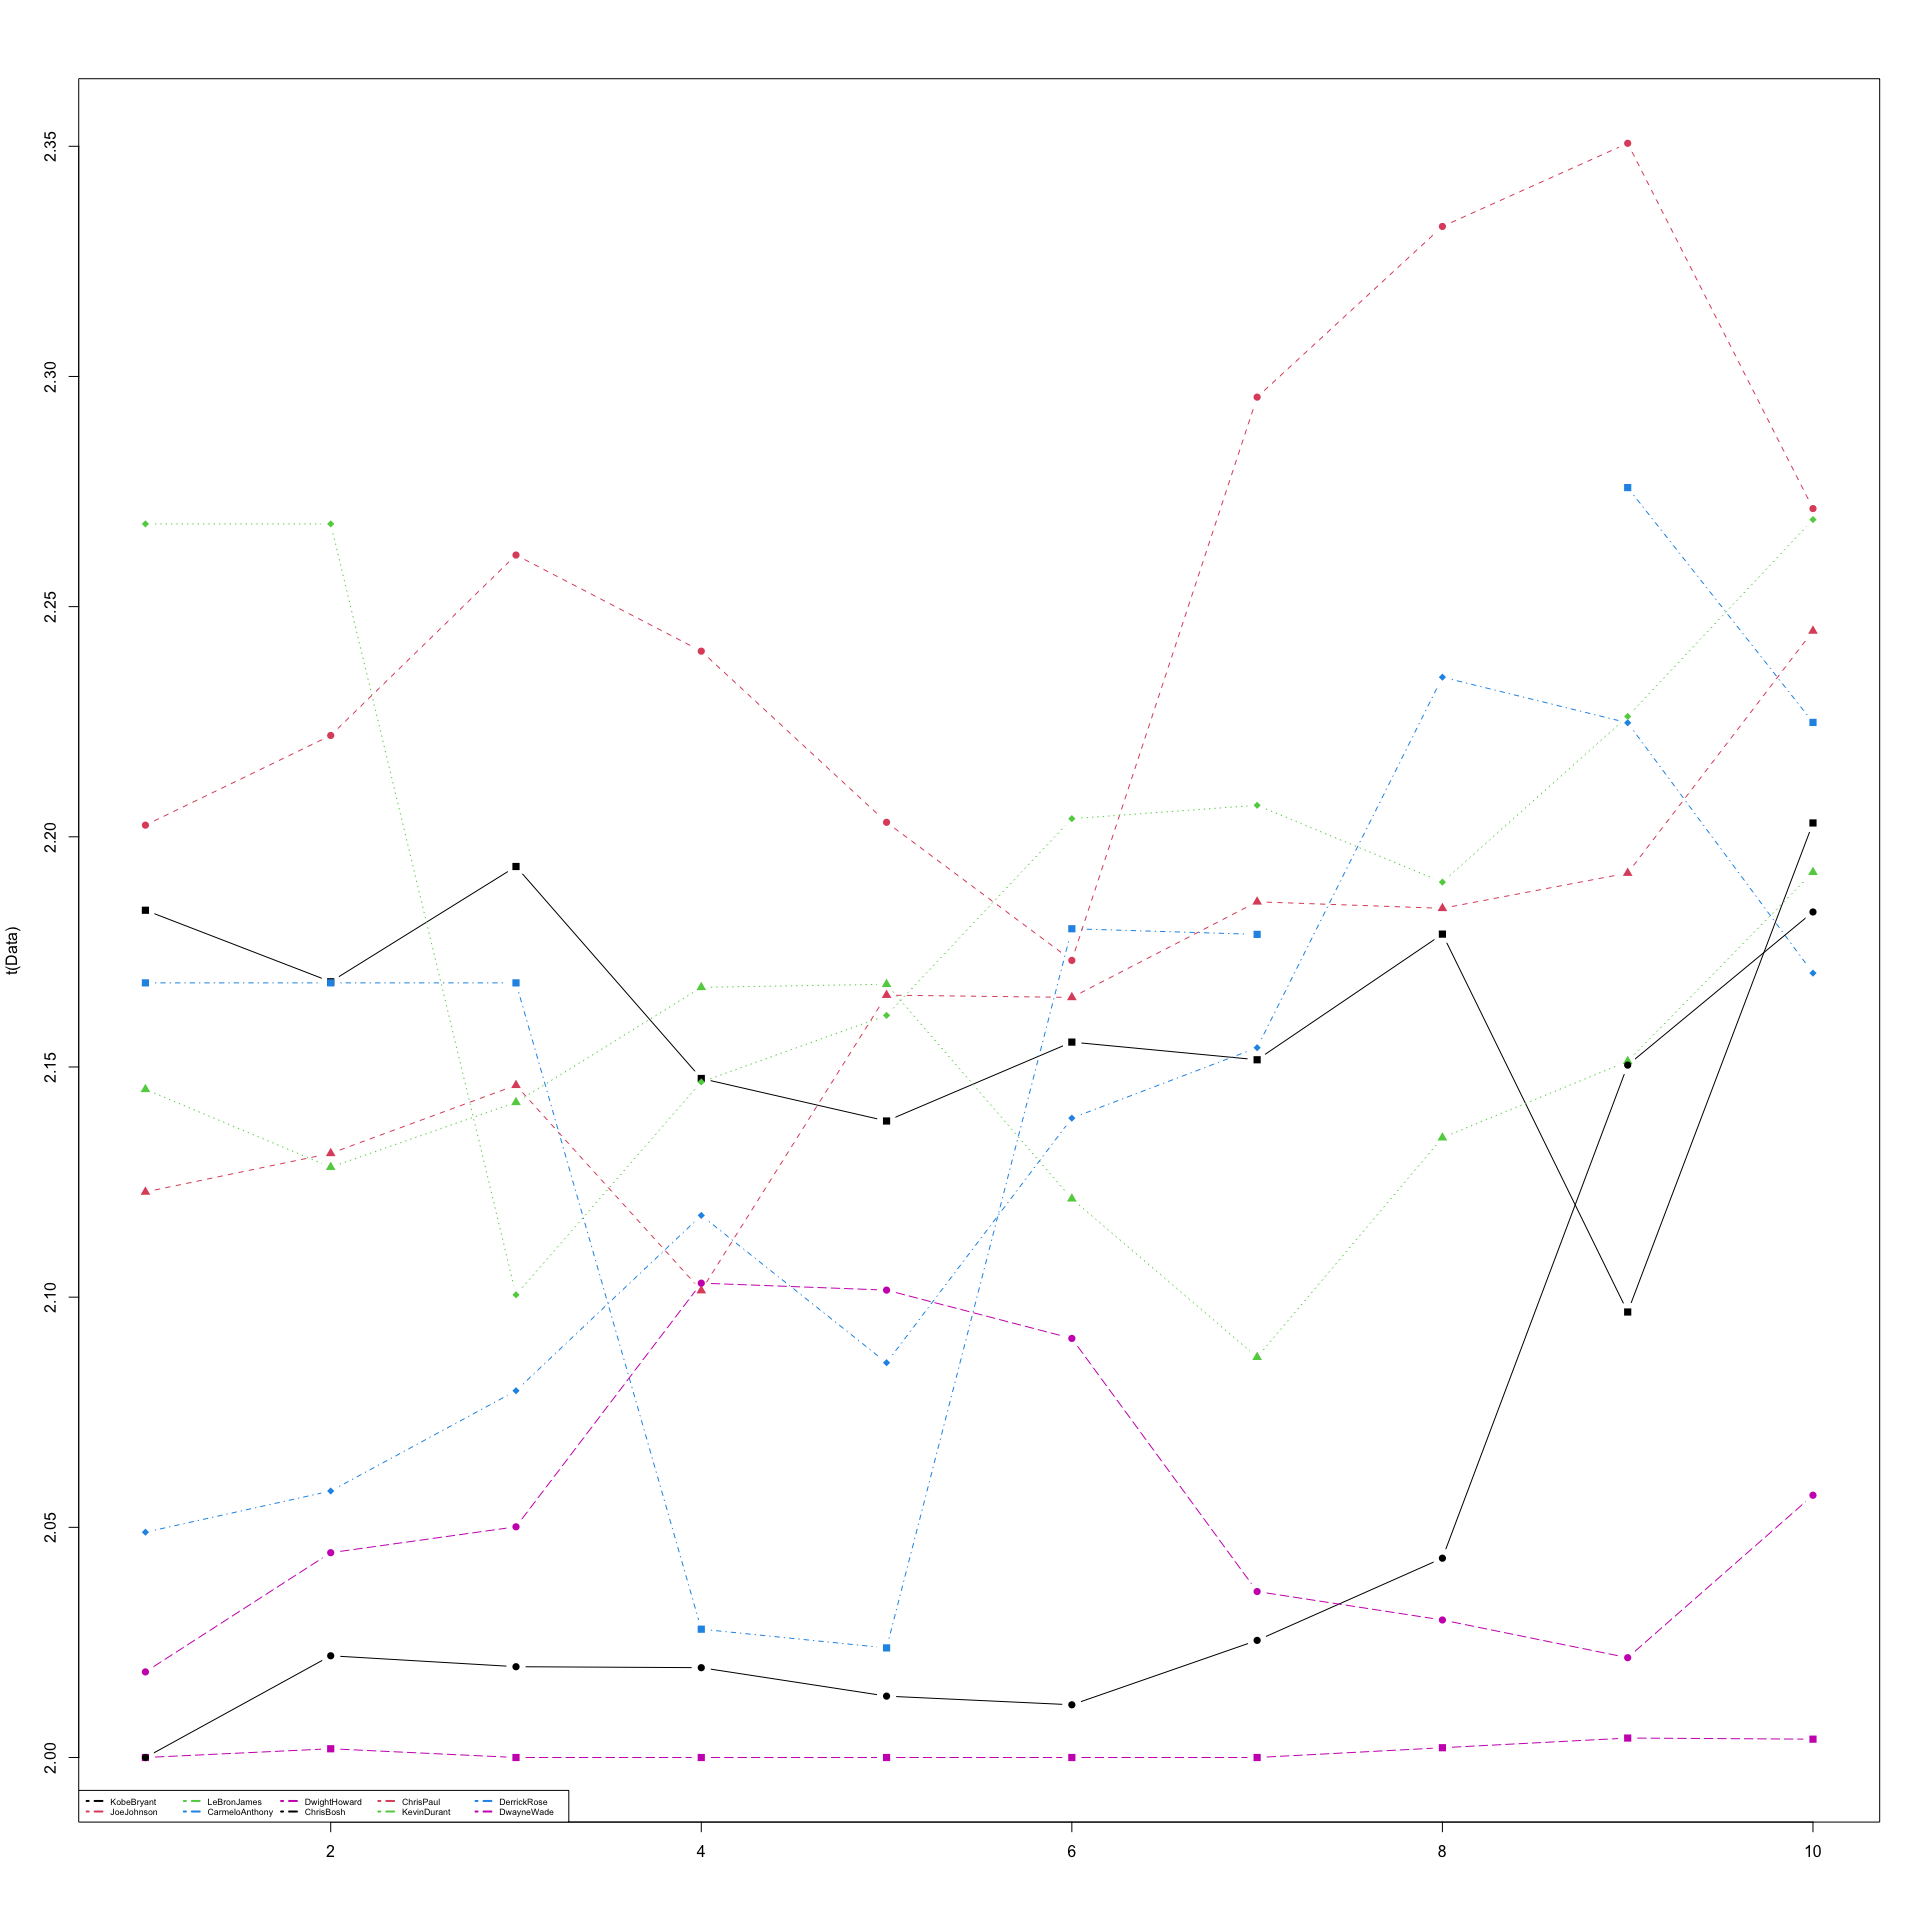 2.35
2.30
2.25
2.20
t(Data)
2.15
2.10
2.05
2.00
KobeBryant LeBronJames DwightHoward ChrisPaul DerrickRose
JoeJohnson CarmeloAnthony ChrisBosh KevinDurant DwayneWade
2 4 6 8 10